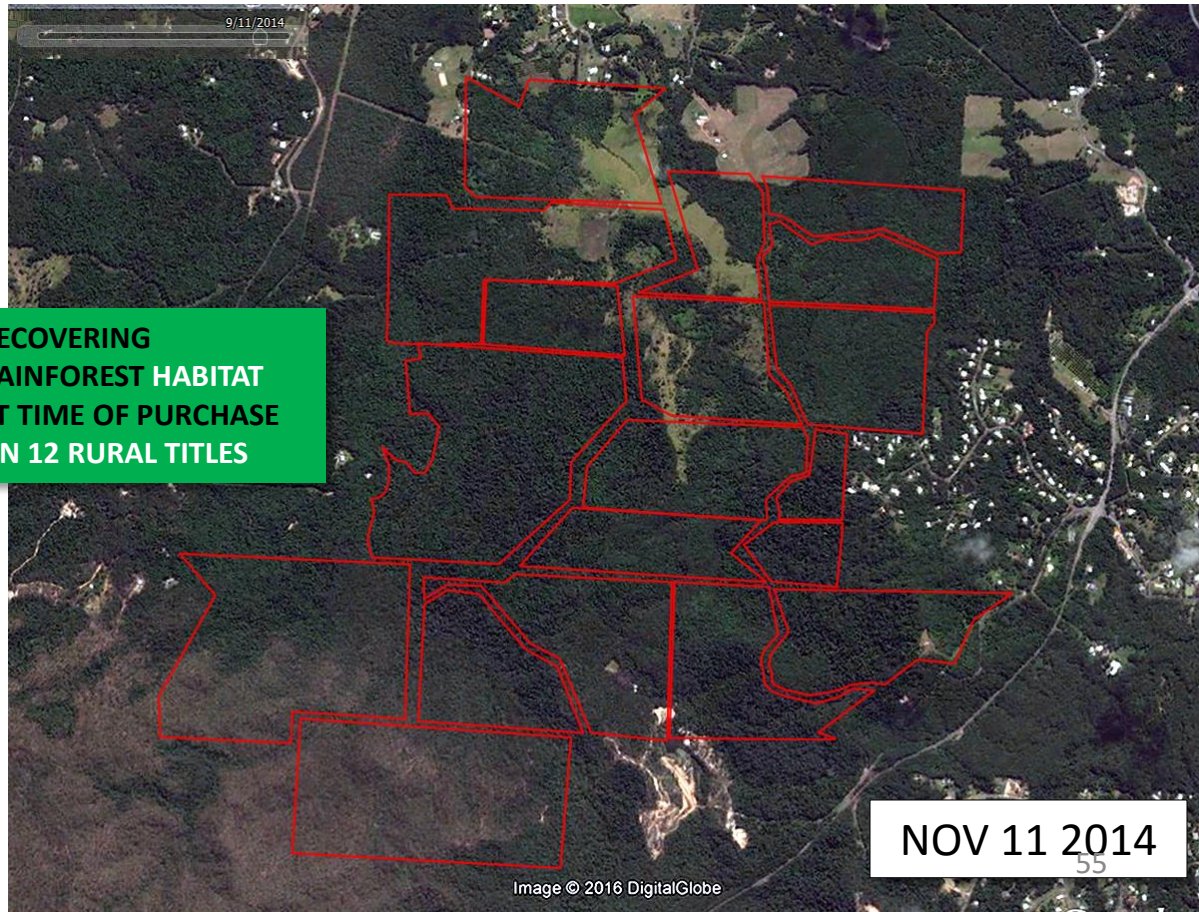 9/11/2014
ECOVERING
AINFOREST HABITAT
T TIME OF PURCHASE
N 12 RURAL TITLES
NOV 11 2014
55
Image © 2016 DigitalGlobe